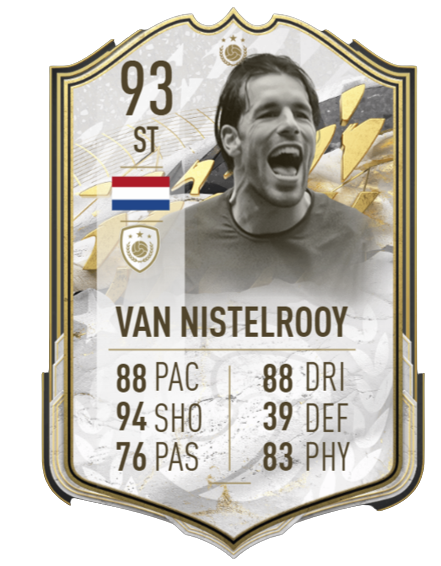 93
ST
VAN NISTELROOY
88 PAC 88 DRI
94 SHO 39 DEF
76 PAS 83 PHY